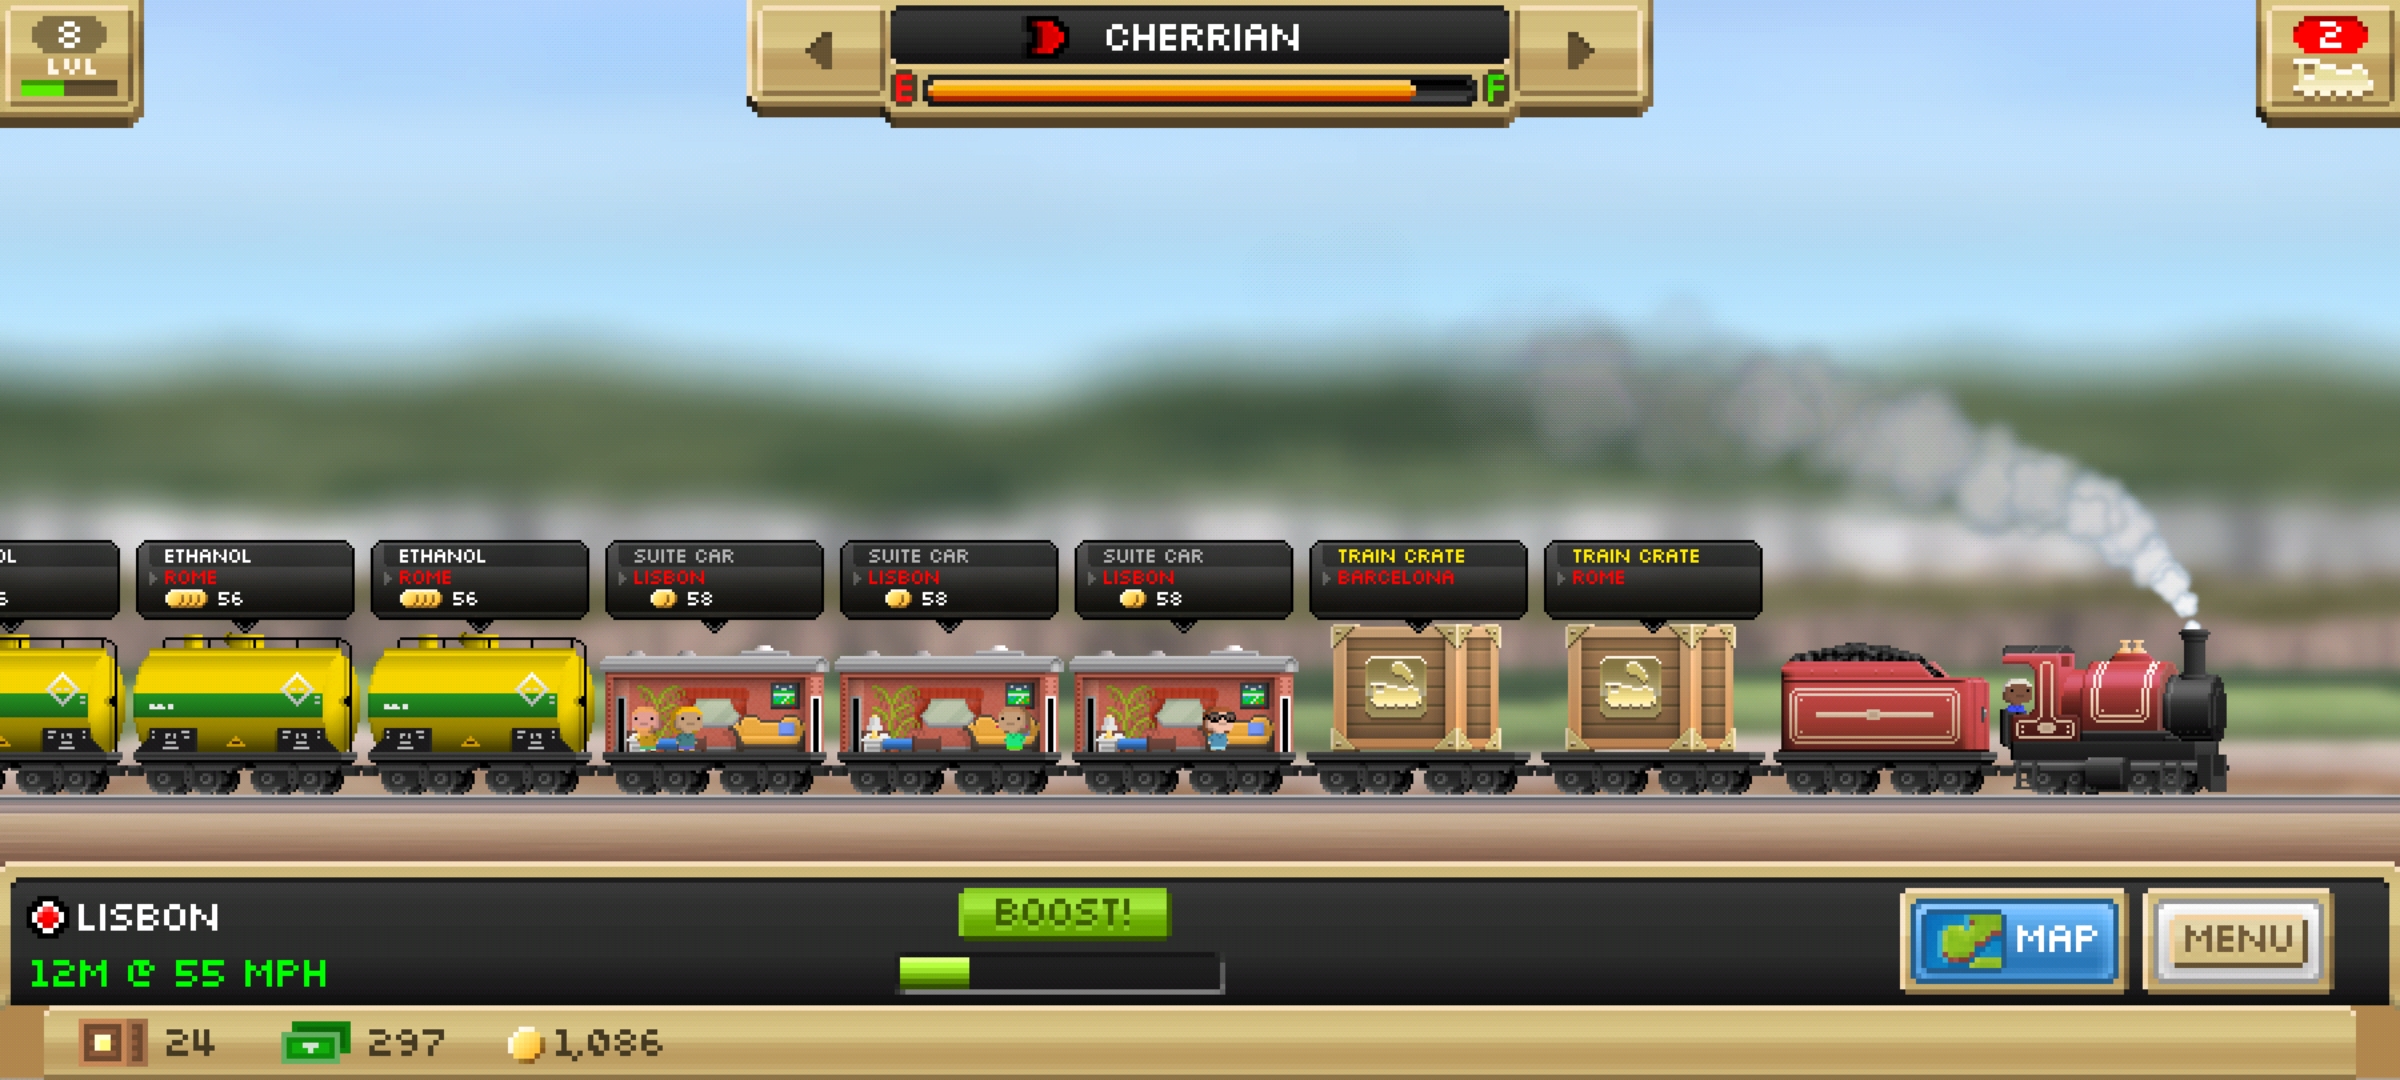 8
LVL
CHERRIAN
E
F
2
OL
ETHANOL
ROME
56
ETHANOL
ROME
56
SUITE CAR
LISBON
58
SUITE CAR
LISBON
58
SUITE CAR
LISBON
58
TRAIN CRATE
BARCELONA
TRAIN CRATE
ROME
LISBON
12M @ 55 MPH
BOOST!
MAP
MENU
24
297
1,086